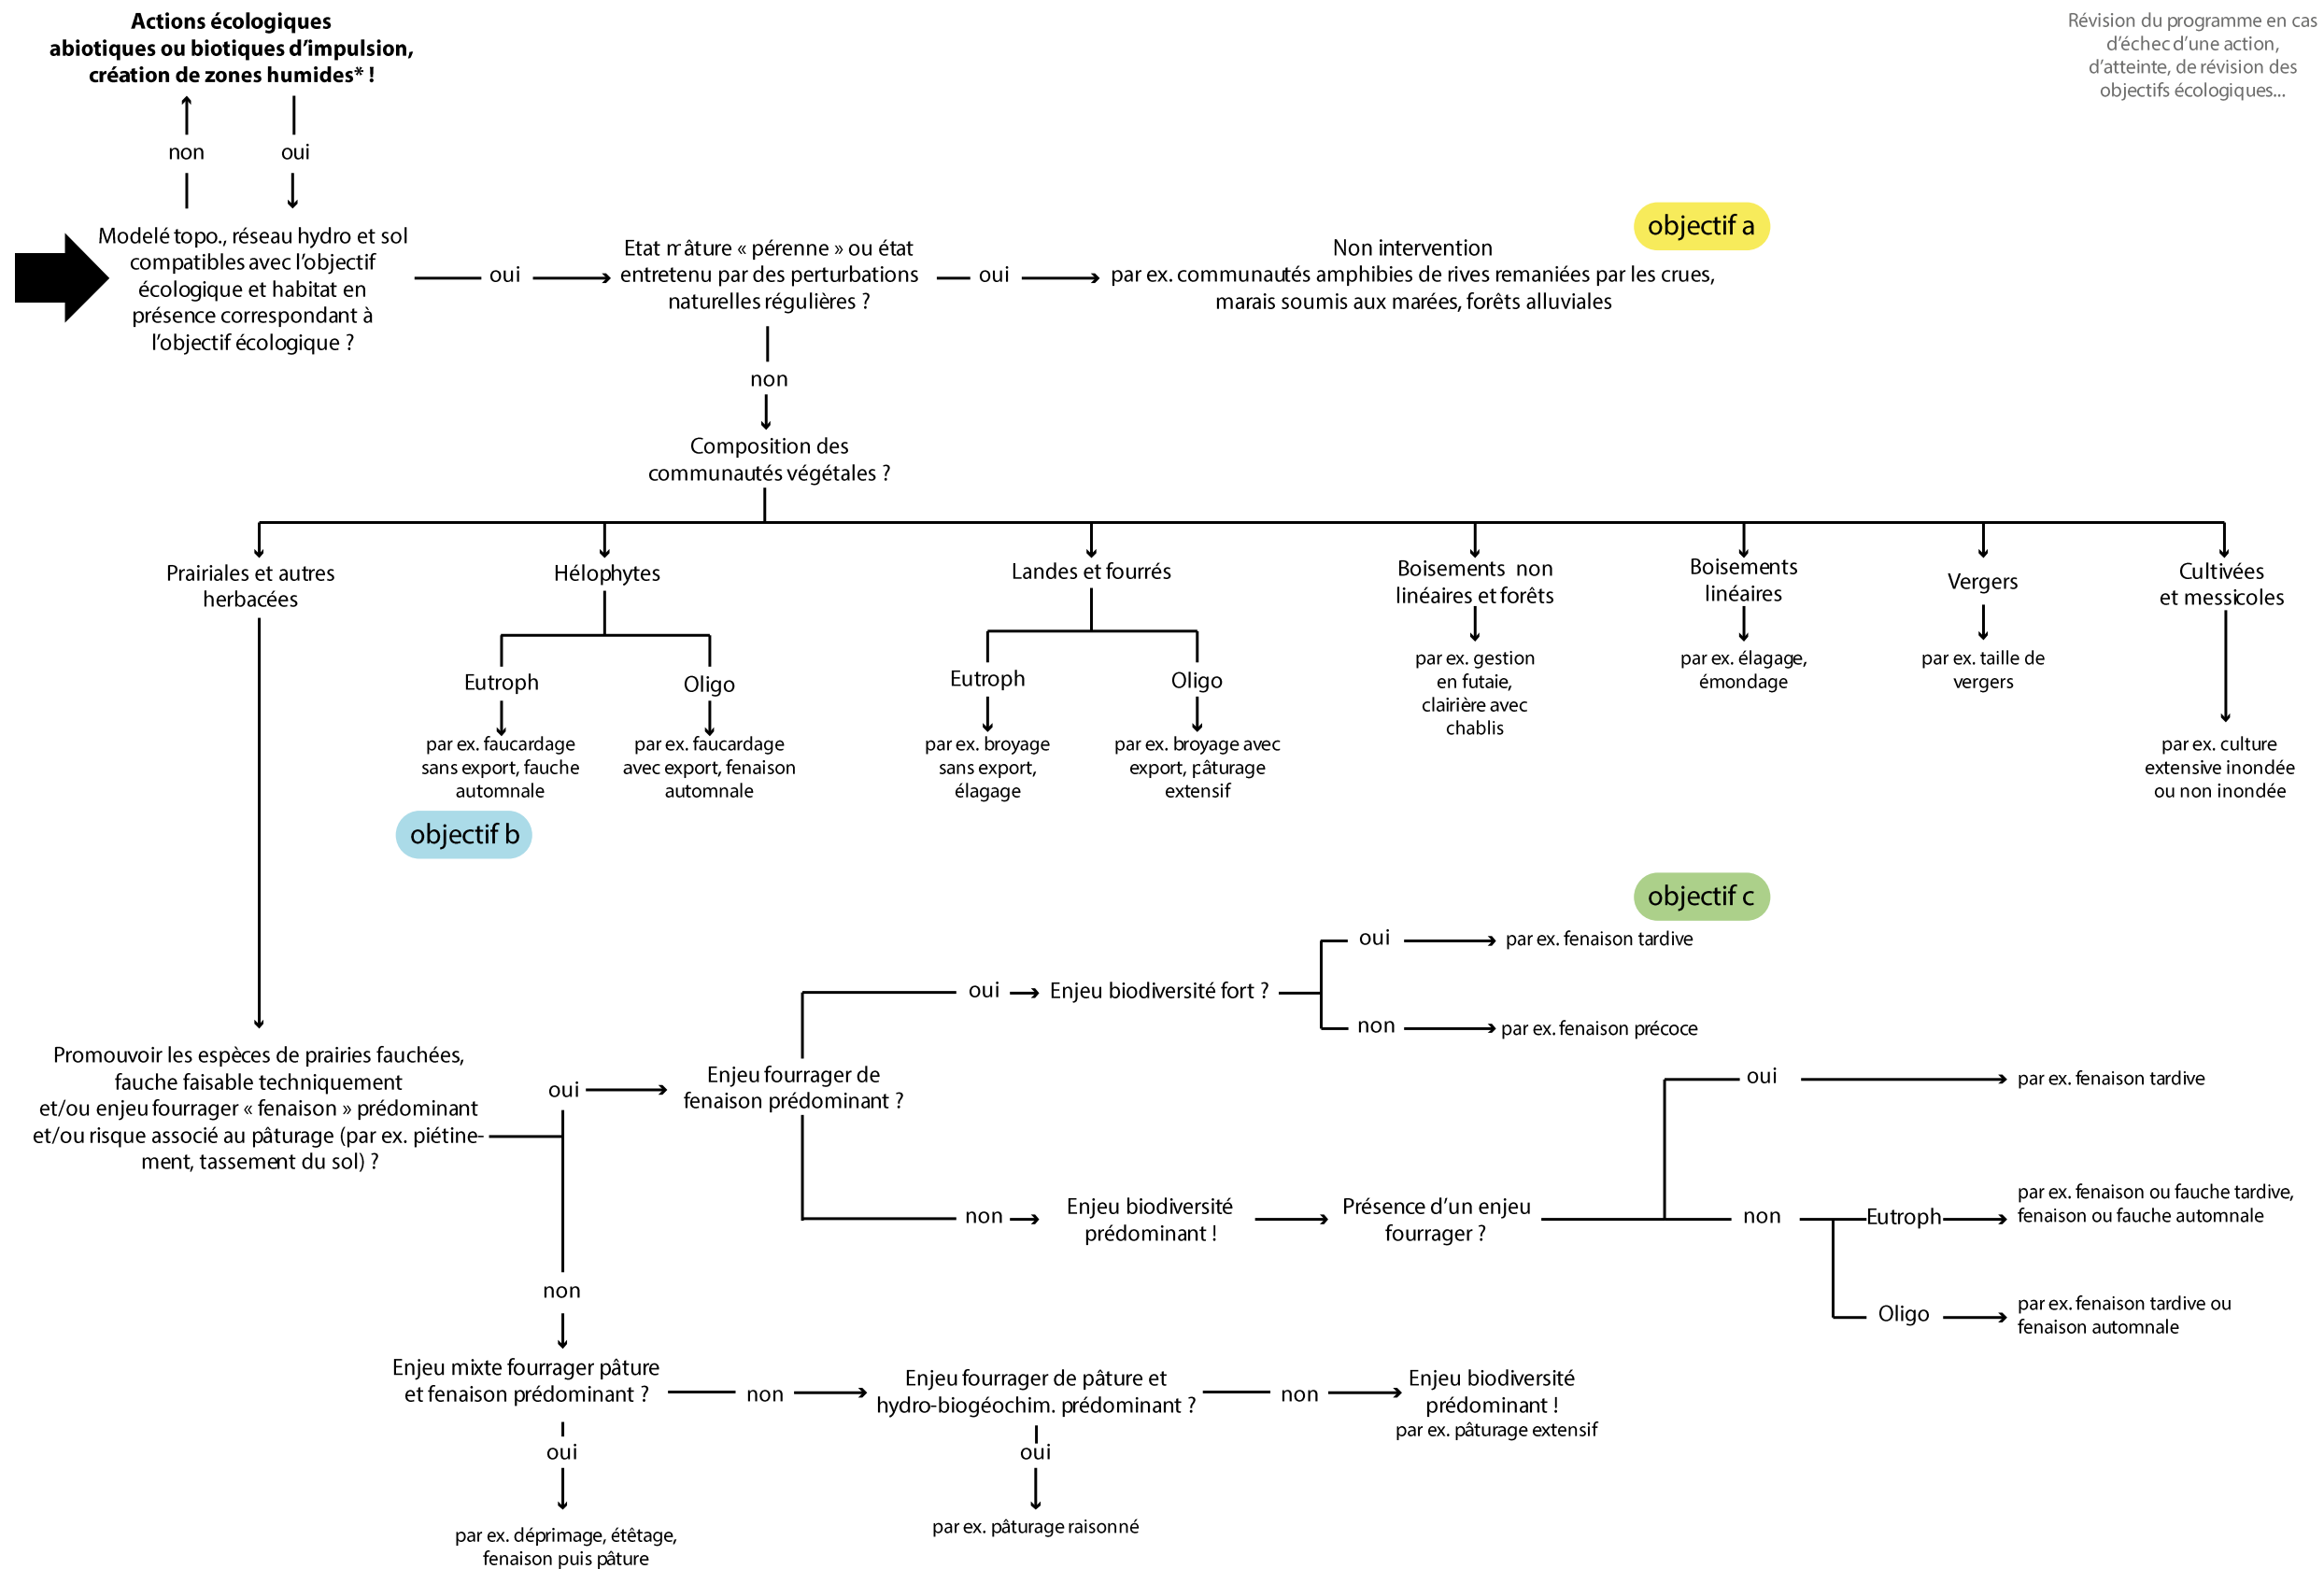 Actions écologiques
abiotiques ou biotiques d’impulsion,
création de zones humides* !
Révision du programme en cas
d’échec d’une action,
d’atteinte, de révision des
objectifs écologiques...
non
oui
Modelé topo., réseau hydro et sol
compatibles avec l’objectif
écologique et habitat en
présence correspondant à
l’objectif écologique ?
oui
Etat mâture « pérenne » ou état
entretenu par des perturbations
naturelles régulières ?
oui
objectif a
Non intervention
par ex. communautés amphibies de rives remaniées par les crues,
marais soumis aux marées, forêts alluviales
non
Composition des
communautés végétales ?
Prairiales et autres
herbacées
Hélophytes
Landes et fourrés
Boisements non
linéaires et forêts
Boisements
linéaires
Vergers
Cultivées
et messicoles
Eutroph
Oligo
Eutroph
Oligo
par ex. faucardage
sans export, fauche
automnale
par ex. faucardage
avec export, fenaison
automnale
par ex. broyage
sans export,
élagage
par ex. broyage avec
export, pâturage
extensif
par ex. gestion
en futaie,
clairière avec
chablis
par ex. élagage,
émondage
par ex. taille de
vergers
par ex. culture
extensive inondée
ou non inondée
objectif b
objectif c
Promouvoir les espèces de prairies fauchées,
fauche faisable techniquement
et/ou enjeu fourrager « fenaison » prédominant
et/ou risque associé au pâturage (par ex. piétine-
ment, tassement du sol) ?
oui
Enjeu fourrager de
fenaison prédominant ?
oui
Enjeu biodiversité fort ?
oui
par ex. fenaison tardive
non
par ex. fenaison précoce
non
Enjeu biodiversité
prédominant !
Présence d’un enjeu
fourrager ?
oui
par ex. fenaison tardive
non
Eutroph
par ex. fenaison ou fauche tardive,
fenaison ou fauche automnale
Oligo
par ex. fenaison tardive ou
fenaison automnale
non
Enjeu mixte fourrager pâture
et fenaison prédominant ?
non
Enjeu fourrager de pâture et
hydro-biogéochim. prédominant ?
non
Enjeu biodiversité
prédominant !
par ex. pâturage extensif
oui
par ex. déprimage, étêtage,
fenaison puis pâture
oui
par ex. pâturage raisonné